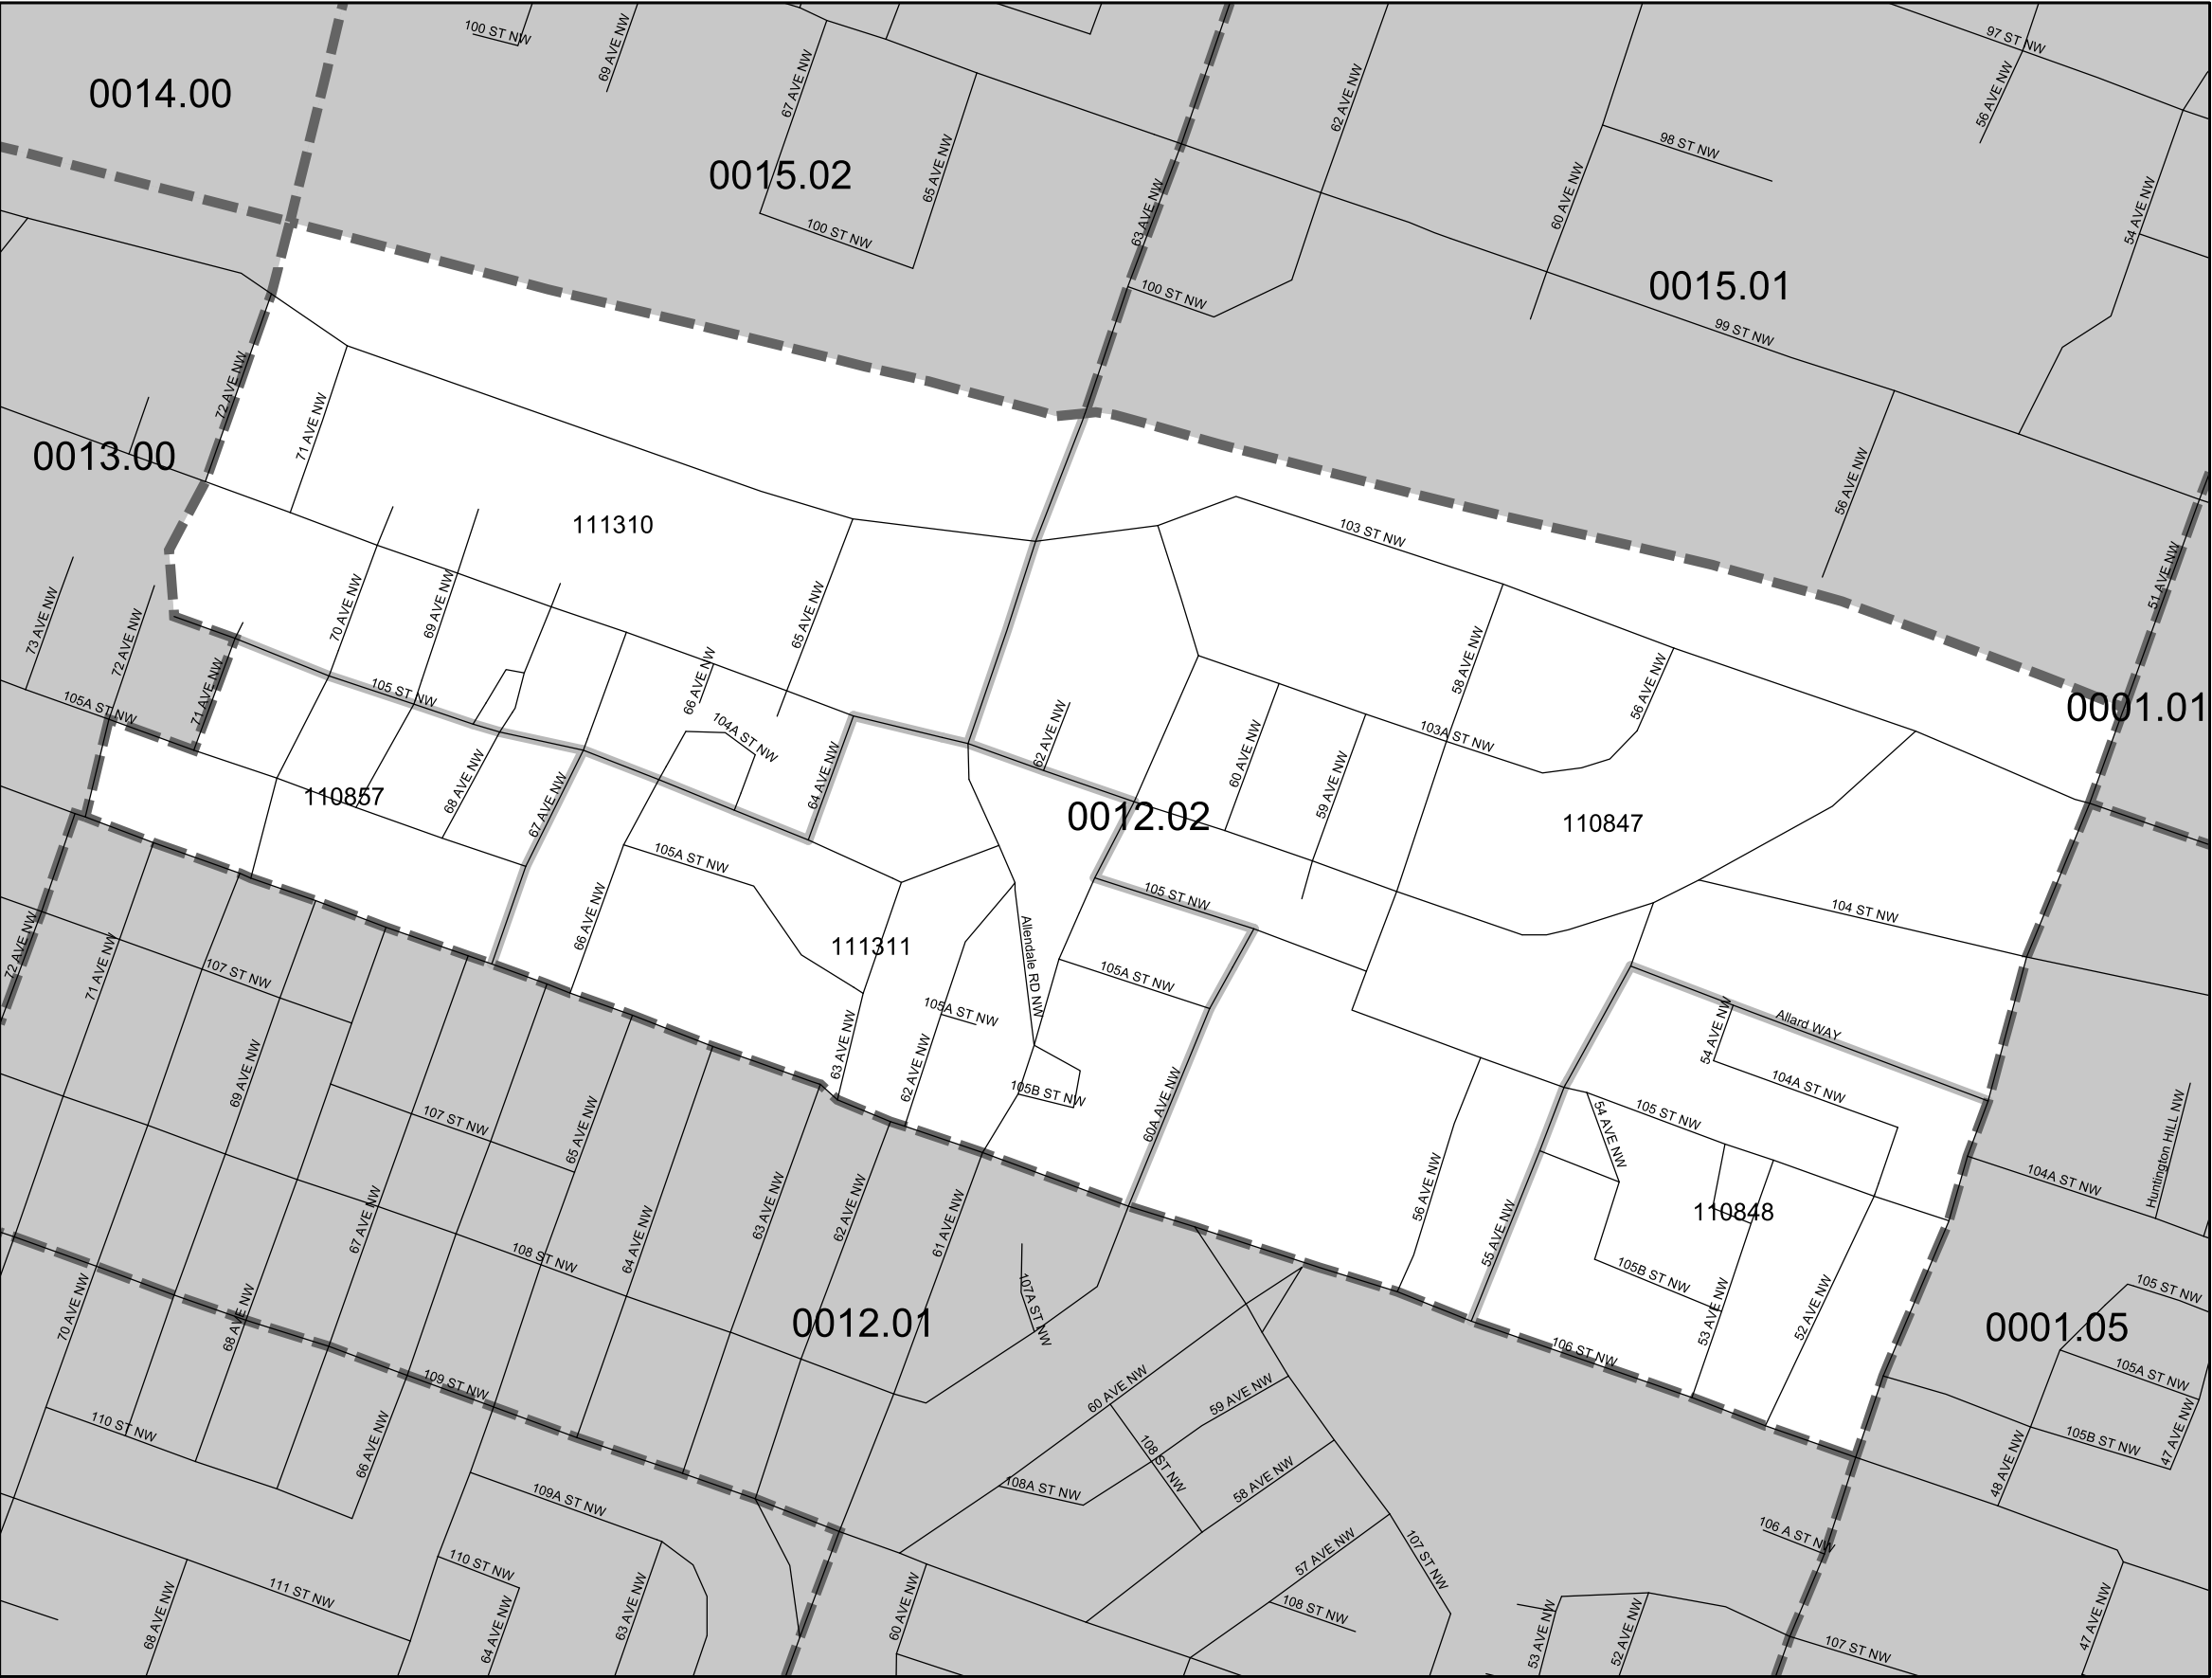 100 ST NW
69 AVE NW
97 ST NW
56 AVE NW
0014.00
67 AVE NW
62 AVE NW
98 ST NW
0015.02
65 AVE NW
60 AVE NW
54 AVE NW
63 AVE NW
100 ST NW
0015.01
100 ST NW
99 ST NW
72 AVE NW
71 AVE NW
0013.00
56 AVE NW
111310
103 ST NW
51 AVE NW
73 AVE NW
72 AVE NW
70 AVE NW
69 AVE NW
65 AVE NW
66 AVE NW
58 AVE NW
56 AVE NW
105A ST NW
71 AVE NW
105 ST NW
104A ST NW
62 AVE NW
103A ST NW
0001.01
110857
68 AVE NW
67 AVE NW
64 AVE NW
60 AVE NW
59 AVE NW
0012.02
110847
105A ST NW
105 ST NW
104 ST NW
72 AVE NW
71 AVE NW
107 ST NW
66 AVE NW
111311
Allendale RD NW
105A ST NW
105A ST NW
54 AVE NW
Allard WAY
69 AVE NW
107 ST NW
65 AVE NW
63 AVE NW
62 AVE NW
105B ST NW
60A AVE NW
104A ST NW
105 ST NW
54 AVE NW
Huntington HILL NW
104A ST NW
67 AVE NW
108 ST NW
64 AVE NW
63 AVE NW
62 AVE NW
61 AVE NW
56 AVE NW
55 AVE NW
110848
105B ST NW
105 ST NW
70 AVE NW
68 AVE NW
0012.01
107A ST NW
106 ST NW
53 AVE NW
52 AVE NW
0001.05
109 ST NW
60 AVE NW
59 AVE NW
105A ST NW
110 ST NW
66 AVE NW
108 ST NW
105B ST NW
47 AVE NW
109A ST NW
108A ST NW
58 AVE NW
48 AVE NW
106 A ST NW
110 ST NW
111 ST NW
57 AVE NW
107 ST NW
68 AVE NW
64 AVE NW
63 AVE NW
60 AVE NW
108 ST NW
53 AVE NW
52 AVE NW
107 ST NW
47 AVE NW